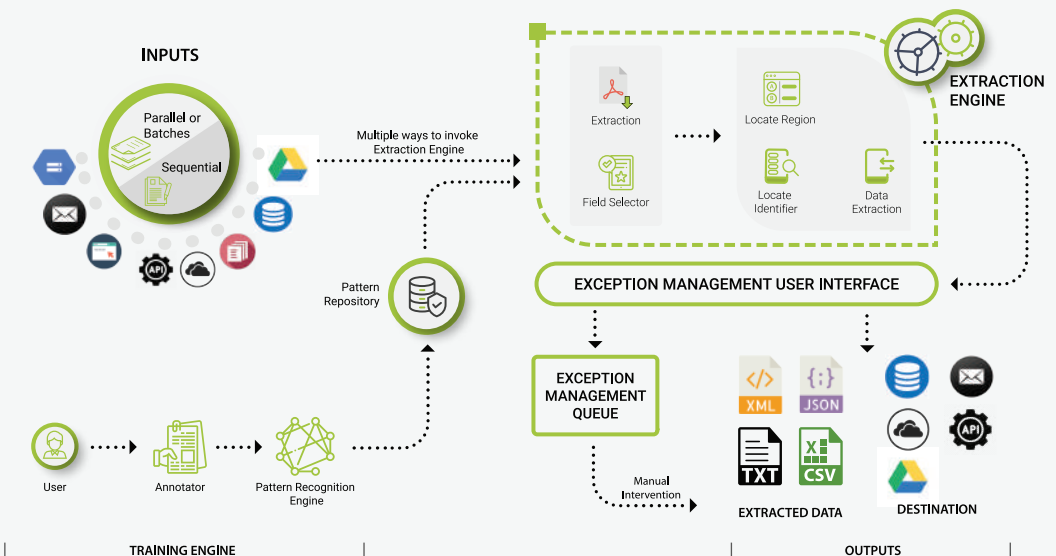 INPUTS
Parallel or
Batches
Sequential
API
Multiple ways to invoke
Extraction Engine
Extraction
Field Selector
A
B
Locate Region
Locate
Identifier
Data
Extraction
EXTRACTION
ENGINE
Pattern
Repository
EXCEPTION MANAGEMENT USER INTERFACE
EXCEPTION
MANAGEMENT
QUEUE
Manual
Intervention
</>
XML
{:}
JSON
TXT
X
CSV
EXTRACTED DATA
API
DESTINATION
User
Annotator
Pattern Recognition
Engine
TRAINING ENGINE
OUTPUTS